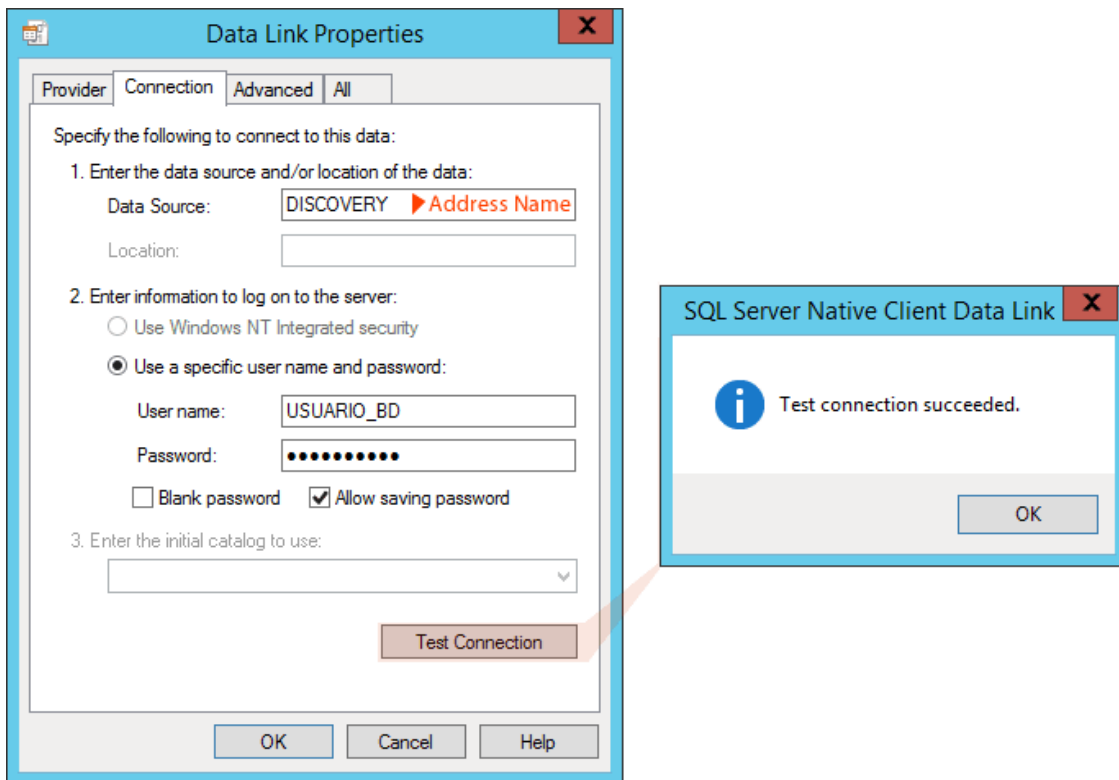 Data Link Properties
X
Provider Connection Advanced All
Specify the following to connect to this data:
1. Enter the data source and/or location of the data:
Data Source: DISCOVERY Address Name
Location:
2. Enter information to log on to the server:
Use Windows NT Integrated security
Use a specific user name and password:
User name: USUARIO_BD
Password: ●●●●●●●●●●
Blank password Allow saving password
3. Enter the initial catalog to use:
Test Connection
OK Cancel Help
SQL Server Native Client Data Link X
Test connection succeeded.
OK